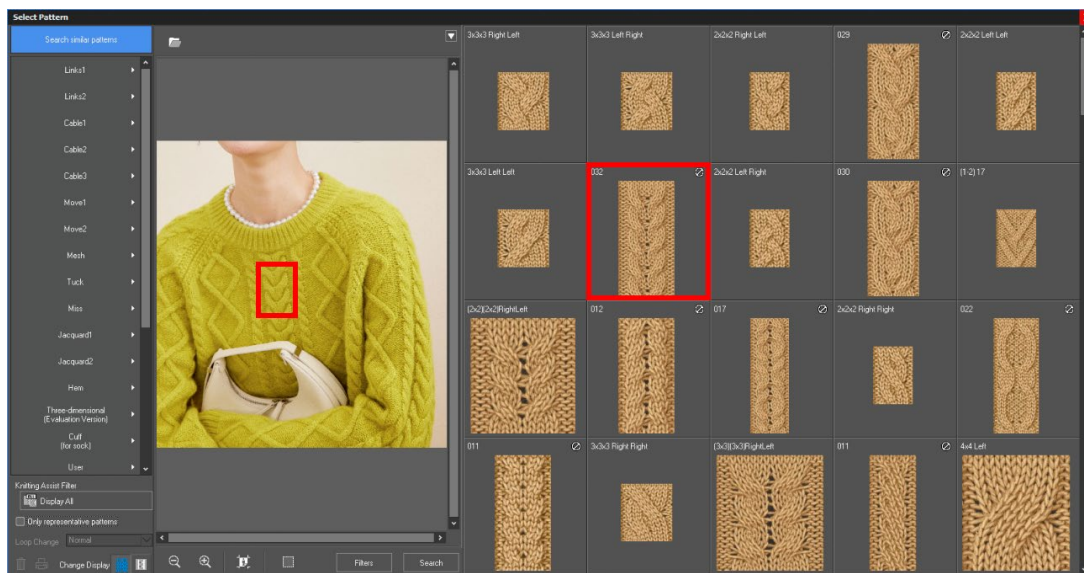 Select Pattern
Search similar patterns
Links1
Links2
Cable1
Cable2
Cable3
Move1
Move2
Mesh
Tuck
Miss
Jacquard1
Jacquard2
Hem
Three-dimensional
(Evaluation Version)
Cuff
(for sock)
User
Knitting Assist Filter
Display All
Only representative patterns
Loop Change
Normal
Change Display
Filters
Search
3x3x3 Right Left
3x3x3 Left Right
2x2x2 Right Left
029
2x2x2 Left Left
3x3x3 Left Left
032
2x2x2 Left Right
030
(1-2) 17
(2x2)(2x2)RightLeft
012
017
2x2x2 Right Right
022
011
3x3x3 Right Right
(3x3)(3x3)RightLeft
011
4x4 Left